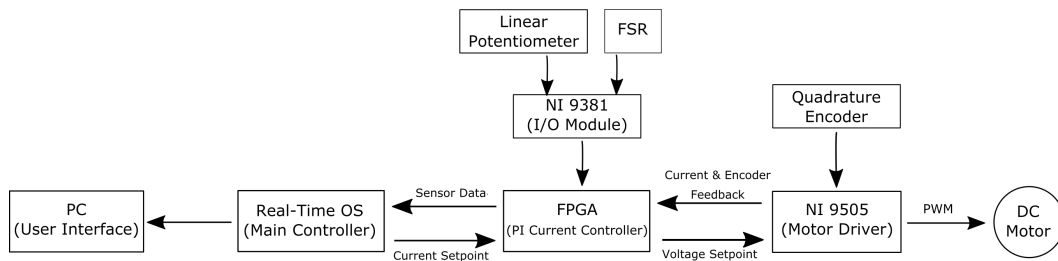 Linear
Potentiometer
FSR
NI 9381
(I/O Module)
Quadrature
Encoder
PC
(User Interface)
Real-Time OS
(Main Controller)
Sensor Data
Current Setpoint
FPGA
(PI Current Controller)
Current & Encoder
Feedback
Voltage Setpoint
NI 9505
(Motor Driver)
PWM
DC
Motor